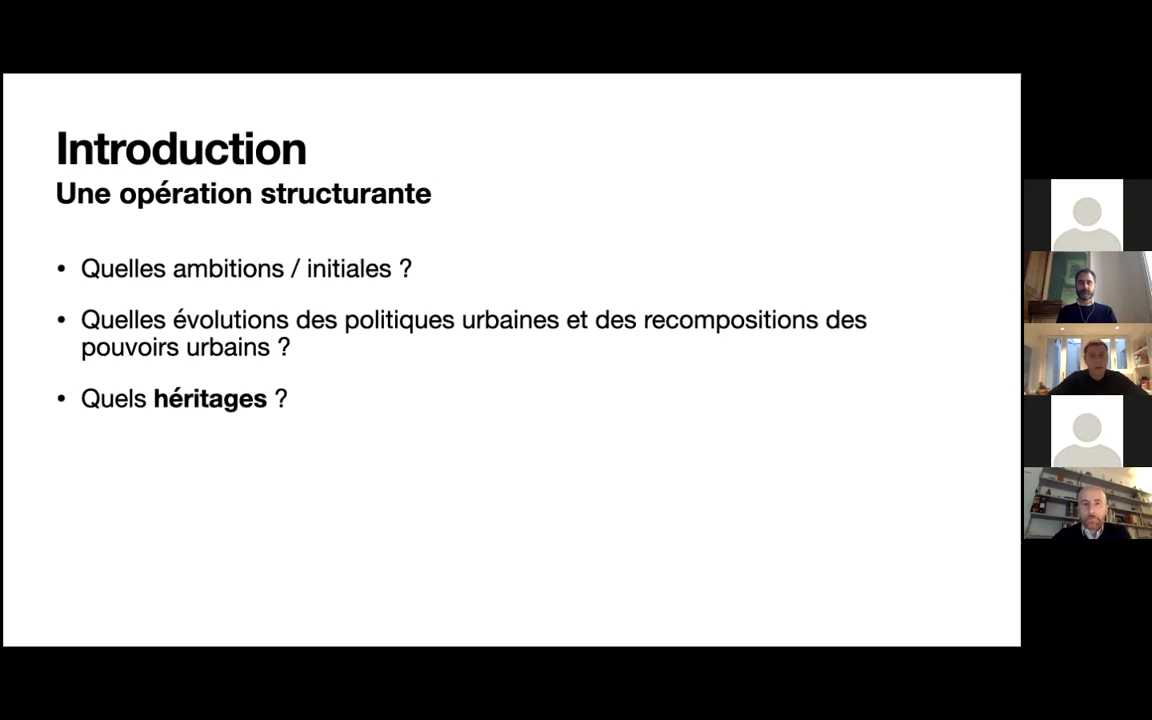 Introduction
Une opération structurante
• Quelles ambitions / initiales ?
• Quelles évolutions des politiques urbaines et des recompositions des
pouvoirs urbains ?
• Quels héritages ?